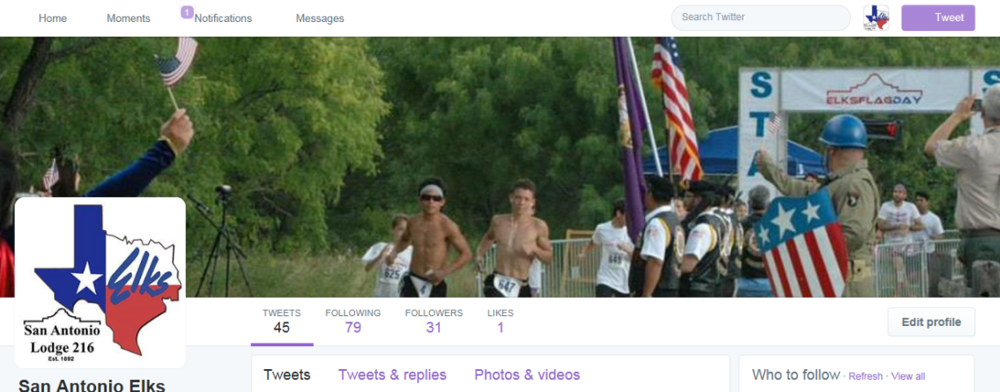 Home Moments 1 Notifications Messages Search Twitter Tweet
S
T
A
ELKSFLAGDAY
S
625
4
647
645
Elks
San Antonio
Lodge 216
Est. 1892
TWEETS FOLLOWING FOLLOWERS LIKES
45 79 31 1
Edit profile
San Antonio Elks
Tweets Tweets & replies Photos & videos
Who to follow · Refresh · View all